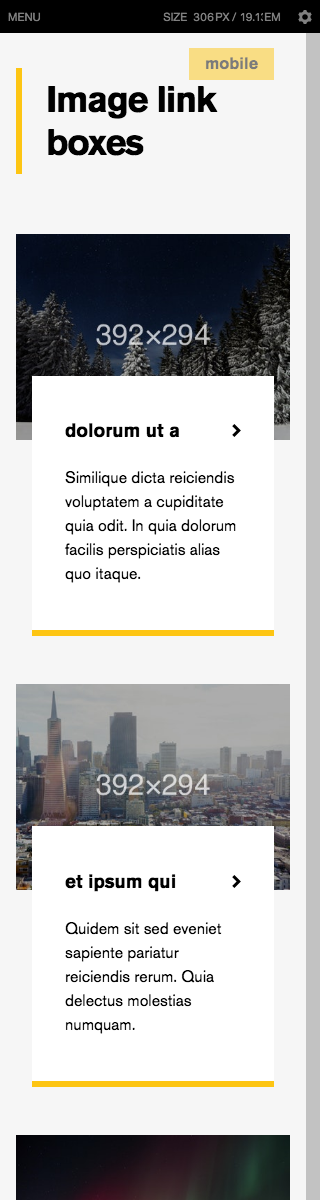 MENU
SIZE 306PX / 19.1
EM
mobile
Image link
boxes
392×294
dolorum ut a
Similique dicta reiciendis
voluptatem a cupiditate
quia odit. In quia dolorum
facilis perspiciatis alias
quo itaque.
392×294
et ipsum qui
Quidem sit sed eveniet
sapiente pariatur
reiciendis rerum. Quia
delectus molestias
numquam.